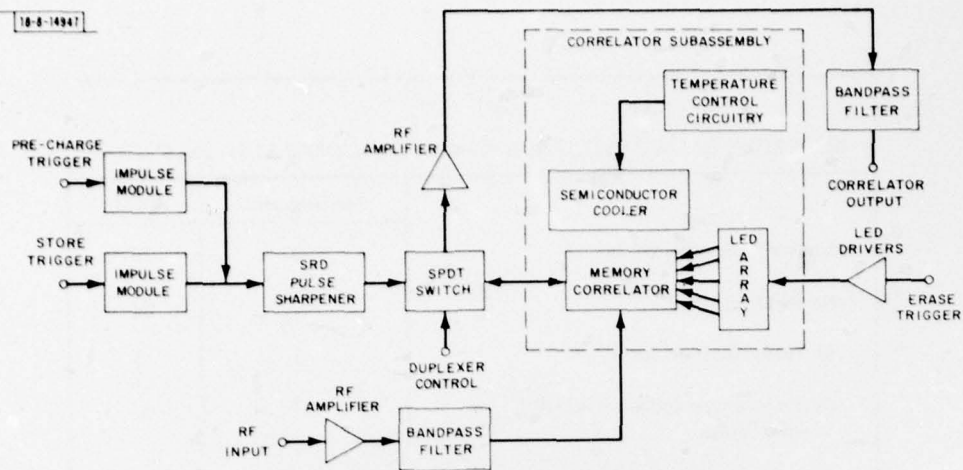 18-8-14947
CORRELATOR SUBASSEMBLY
TEMPERATURE
CONTROL
CIRCUITRY
BANDPASS
FILTER
RF
AMPLIFIER
PRE-CHARGE
TRIGGER
IMPULSE
MODULE
SEMICONDUCTOR
COOLER
CORRELATOR
OUTPUT
STORE
TRIGGER
IMPULSE
MODULE
SRD
PULSE
SHARPENER
SPDT
SWITCH
MEMORY
CORRELATOR
LED
ARRAY
LED
DRIVERS
ERASE
TRIGGER
DUPLEXER
CONTROL
RF
AMPLIFIER
RF
INPUT
BANDPASS
FILTER